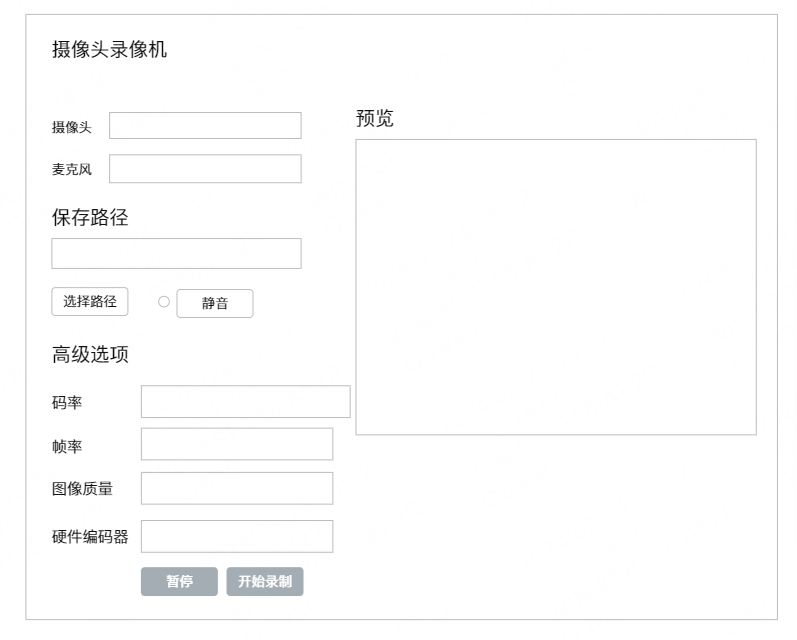 摄像头录像机
摄像头
麦克风
保存路径
选择路径
静音
高级选项
码率
帧率
图像质量
硬件编码器
暂停
开始录制
预览